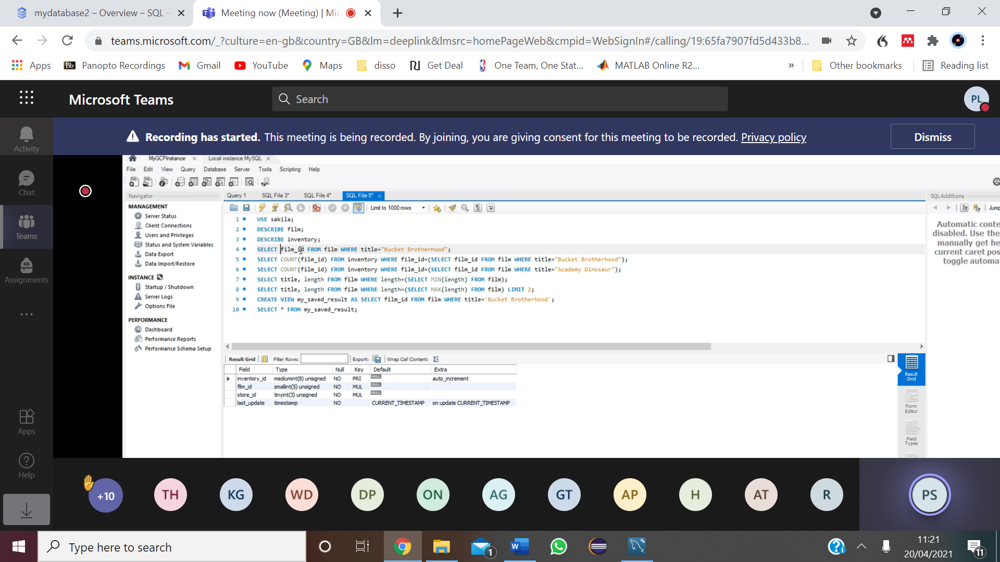 mydatabase2 – Overview – SQL –
Meeting now (Meeting) | Mic
teams.microsoft.com/_?culture=en-gb&country=GB&lm=deeplink&lmsrc=homePageWeb&cmpid=WebSignIn#/calling/19:65fa7907fd5d433b8...
Apps
Bb Panopto Recordings
Gmail
YouTube
Maps
disso
Get Deal
One Team, One Stat...
MATLAB Online R2...
»
Other bookmarks
Reading list
Microsoft Teams
Search
PL
Recording has started. This meeting is being recorded. By joining, you are giving consent for this meeting to be recorded. Privacy policy
Dismiss
Activity
Chat
Teams
Assignments
Apps
Help
MyGCPInstance
Local instance MySQL
File Edit View Query Database Server Tools Scripting Help
Navigator
MANAGEMENT
Server Status
Client Connections
Users and Privileges
Status and System Variables
Data Export
Data Import/Restore
INSTANCE
Startup / Shutdown
Server Logs
Options File
PERFORMANCE
Dashboard
Performance Reports
Performance Schema Setup
Query 1
SQL File 3*
SQL File 4*
SQL File 5*
Limit to 1000 rows
1 USE sakila;
2 DESCRIBE film;
3 DESCRIBE inventory;
4 SELECT film_id FROM film WHERE title="Bucket Brotherhood";
5 SELECT COUNT(film_id) FROM inventory WHERE film_id=(SELECT film_id FROM film WHERE title="Bucket Brotherhood");
6 SELECT COUNT(film_id) FROM inventory WHERE film_id=(SELECT film_id FROM film WHERE title="Academy Dinosaur");
7 SELECT title, length FROM film WHERE length=(SELECT MIN(length) FROM film);
8 SELECT title, length FROM film WHERE length=(SELECT MAX(length) FROM film) LIMIT 2;
9 CREATE VIEW my_saved_result AS SELECT film_id FROM film WHERE title='Bucket Brotherhood';
10 SELECT * FROM my_saved_result;
SQLAdditions
Jump
Automatic conte
disabled. Use the
manually get he
current caret pos
toggle automa
Result Grid
Filter Rows:
Export:
Wrap Cell Content:
Field Type Null Key Default Extra
inventory_id mediumint(8) unsigned NO PRI NULL auto_increment
film_id smallint(5) unsigned NO MUL NULL
store_id tinyint(3) unsigned NO MUL NULL
last_update timestamp NO CURRENT_TIMESTAMP on update CURRENT_TIMESTAMP
Result
Grid
Form
Editor
Field
Types
+10
TH
KG
WD
DP
ON
AG
GT
AP
H
AT
R
PS
Type here to search
1
11:21
20/04/2021
11